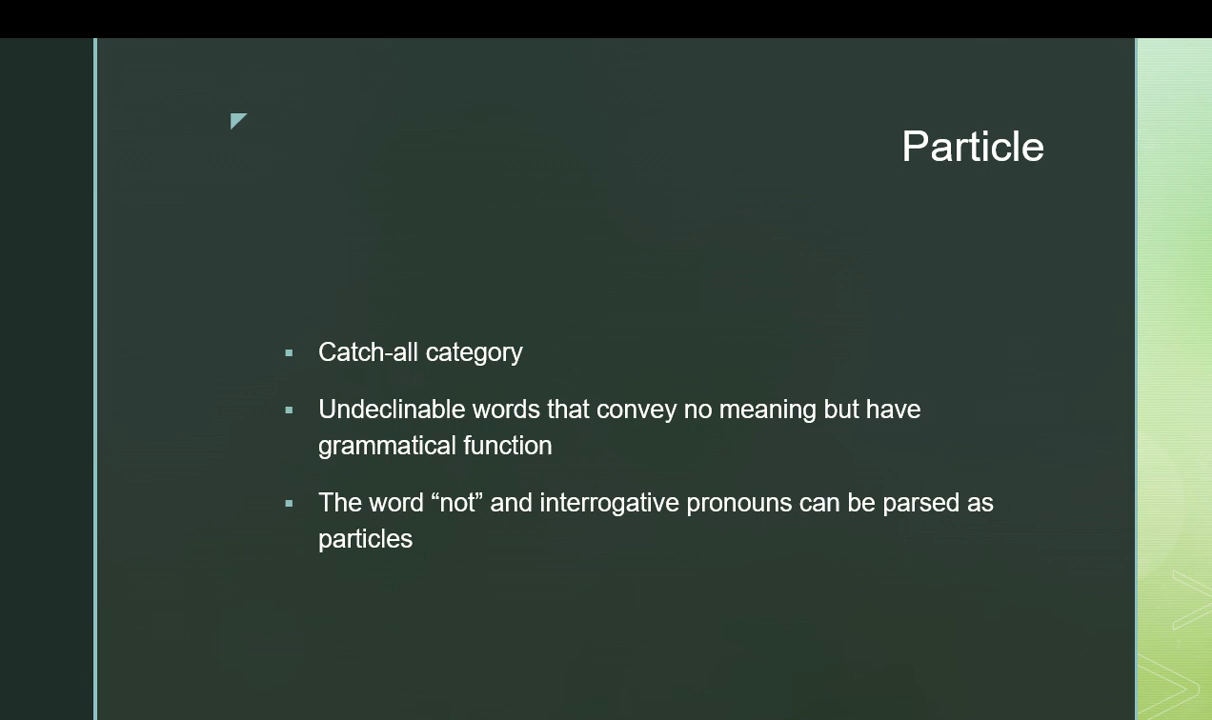 Particle
Catch-all category
Undeclinable words that convey no meaning but have
grammatical function
The word “not” and interrogative pronouns can be parsed as
particles